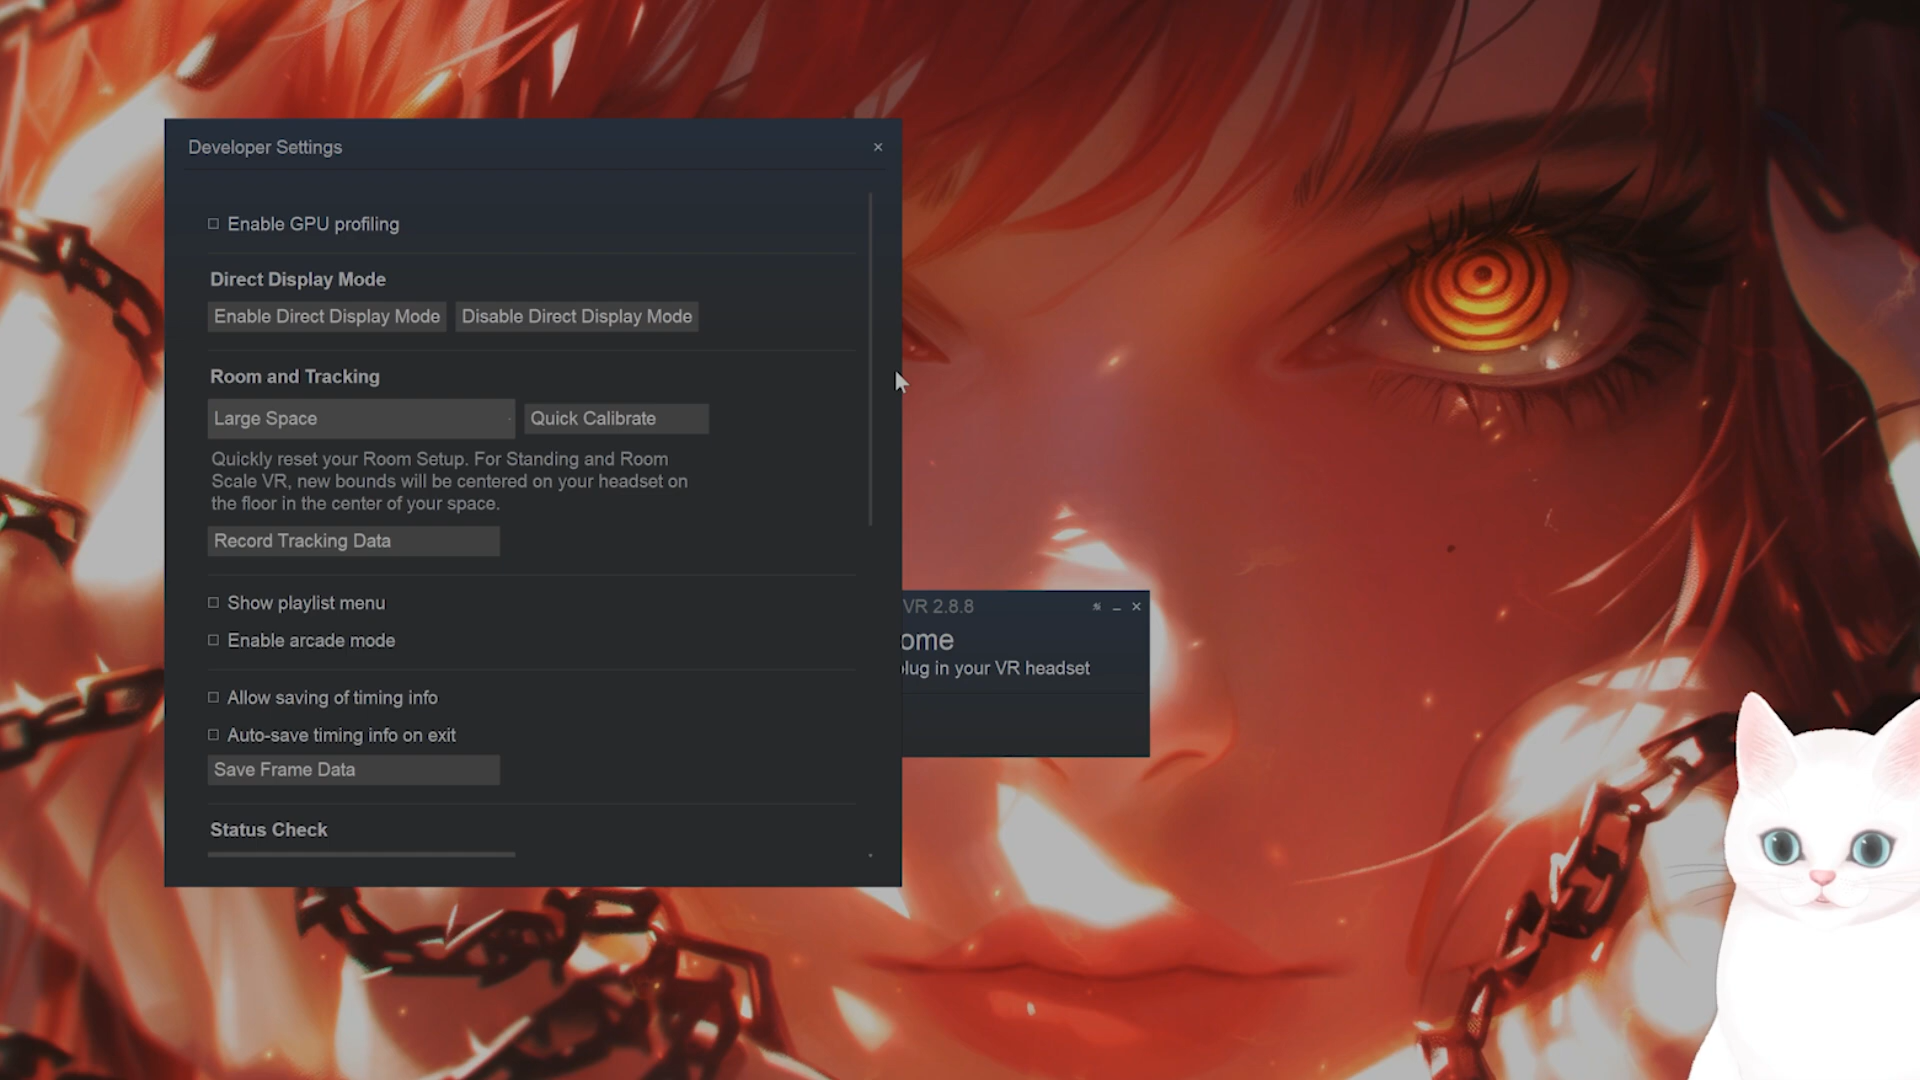 Developer Settings
Enable GPU profiling
Direct Display Mode
Enable Direct Display Mode
Disable Direct Display Mode
Room and Tracking
Large Space
Quick Calibrate
Quickly reset your Room Setup. For Standing and Room
Scale VR, new bounds will be centered on your headset on
the floor in the center of your space.
Record Tracking Data
Show playlist menu
Enable arcade mode
Allow saving of timing info
Auto-save timing info on exit
Save Frame Data
Status Check
VR 2.8.8
ome
lug in your VR headset